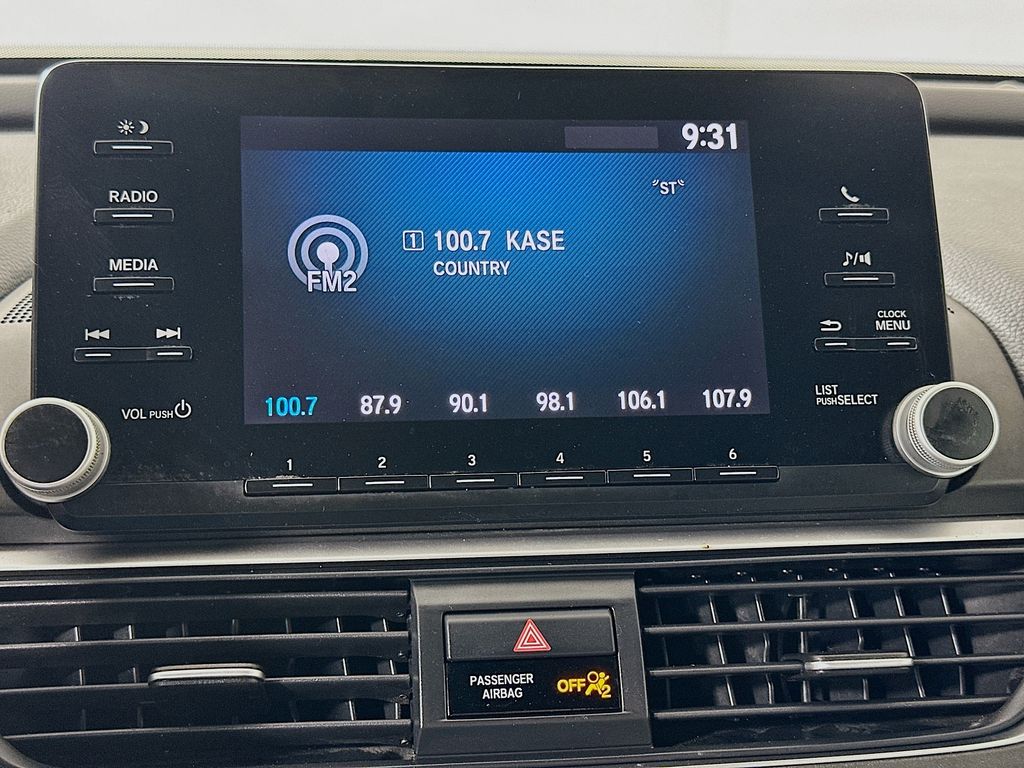 9:31
RADIO
"ST"
1 100.7 KASE
COUNTRY
FM2
MEDIA
CLOCK
MENU
LIST
PUSH SELECT
VOL PUSH
100.7 87.9 90.1 98.1 106.1 107.9
1 2 3 4 5 6
PASSENGER
AIRBAG
OFF 2